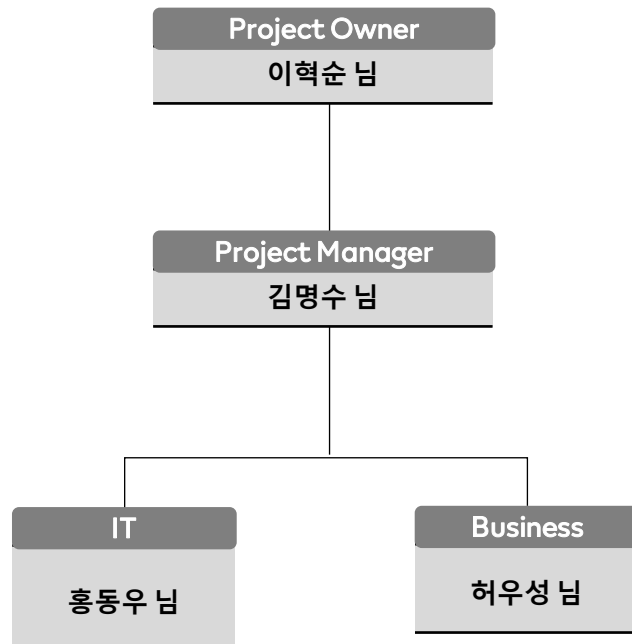 Project Owner
이혁순 님
Project Manager
김명수 님
IT
Business
홍동우 님
허우성 님